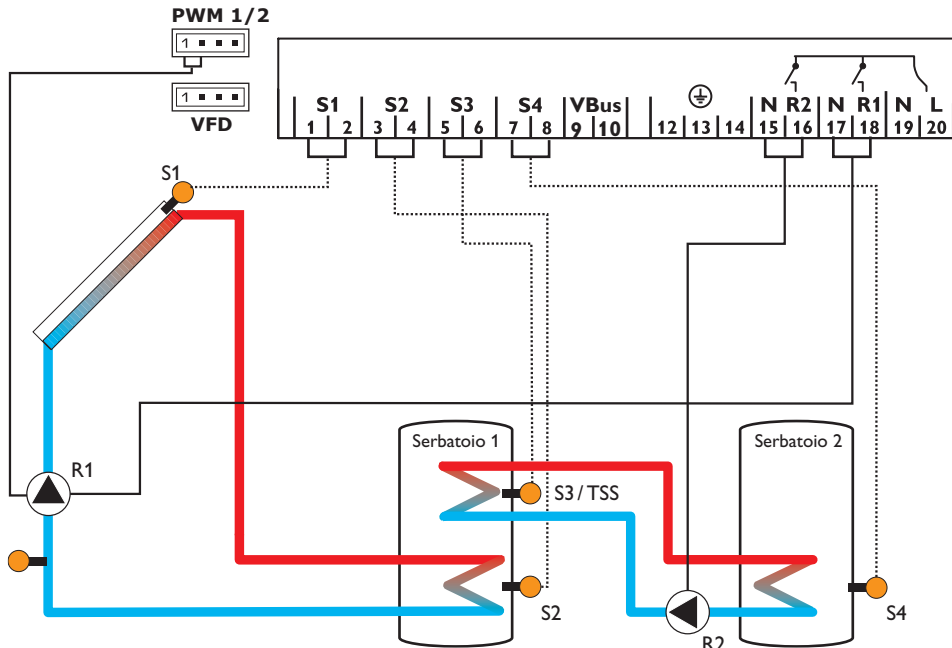 PWM 1/2
1
1
VFD
S1 S2 S3 S4 VBus N R2 N R1 N L
1 2 3 4 5 6 7 8 9 10 12 13 14 15 16 17 18 19 20
S1
R1
Serbatoio 1
Serbatoio 2
S3 / TSS
S2
S4
R2